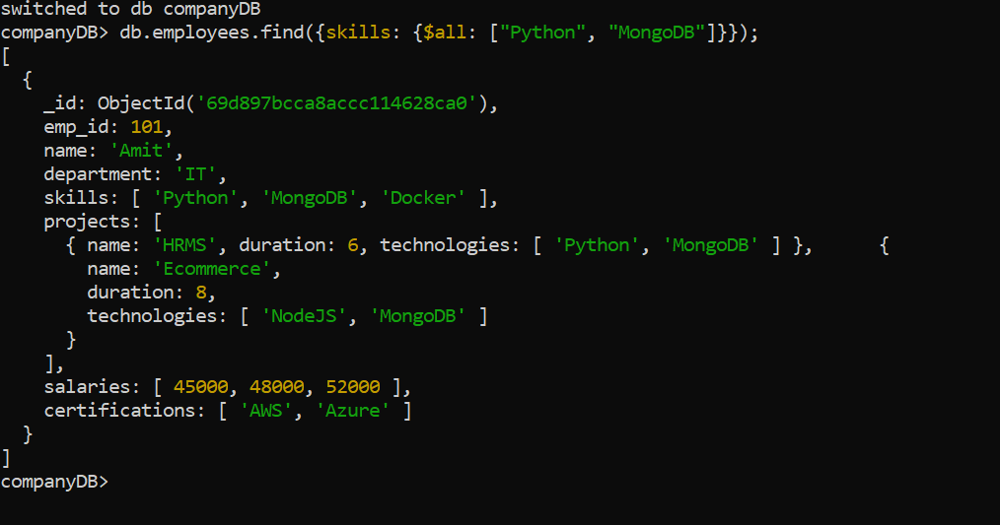 switched to db companyDB
companyDB> db.employees.find({skills: {$all: ["Python", "MongoDB"]}});
[
  {
    _id: ObjectId('69d897bcca8accc114628ca0'),
    emp_id: 101,
    name: 'Amit',
    department: 'IT',
    skills: [ 'Python', 'MongoDB', 'Docker' ],
    projects: [
      { name: 'HRMS', duration: 6, technologies: [ 'Python', 'MongoDB' ] },      {
        name: 'Ecommerce',
        duration: 8,
        technologies: [ 'NodeJS', 'MongoDB' ]
      }
    ],
    salaries: [ 45000, 48000, 52000 ],
    certifications: [ 'AWS', 'Azure' ]
  }
]
companyDB>